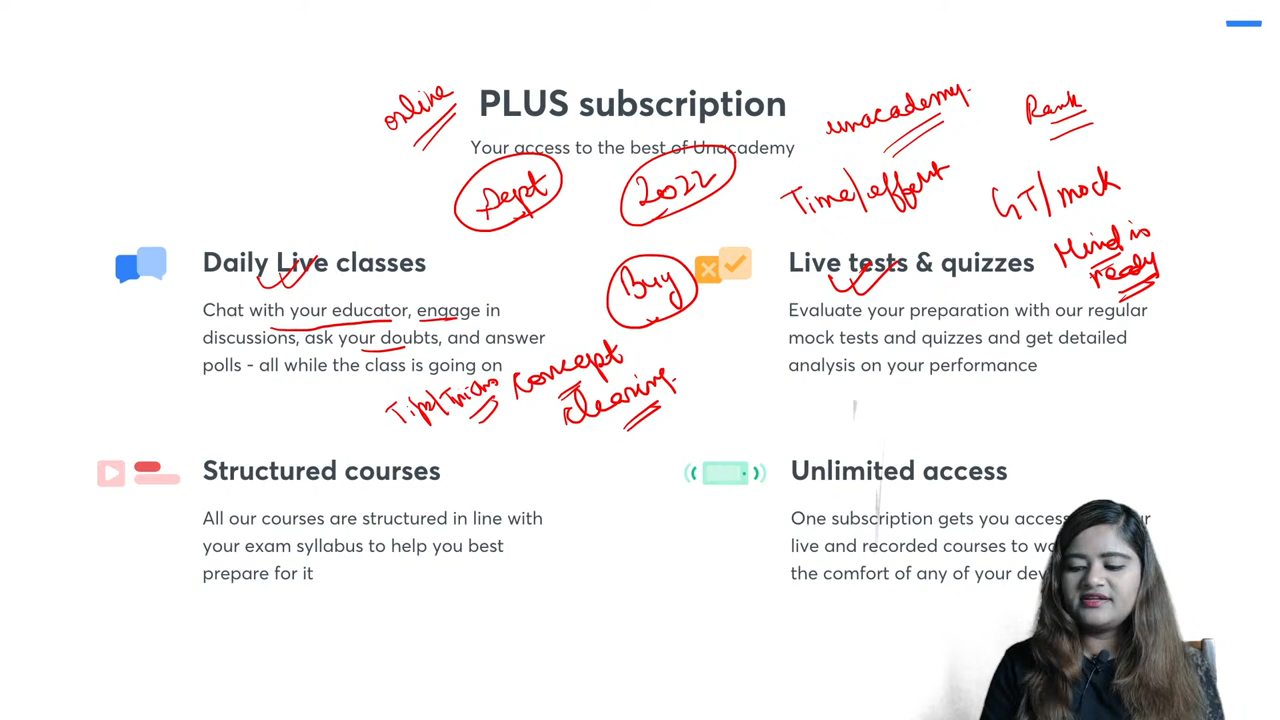 online
PLUS subscription
unacademy.
Rank
Your access to the best of Unacademy
Sept
2022
Time/effort
GT/mock
Mind is
ready
Daily Live classes
Buy
Live tests & quizzes
Chat with your educator, engage in
discussions, ask your doubts, and answer
polls - all while the class is going on
Evaluate your preparation with our regular
mock tests and quizzes and get detailed
analysis on your performance
Tips/Tricks
concept
clearing.
Structured courses
All our courses are structured in line with
your exam syllabus to help you best
prepare for it
Unlimited access
One subscription gets you access
live and recorded courses to
the comfort of any of your